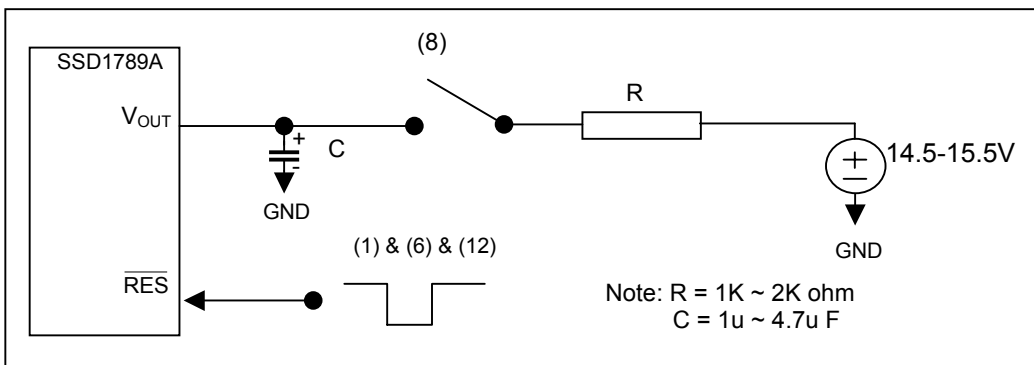 (8)
SSD1789A
R
VOUT
+
C
-
14.5-15.5V
+
GND
(1) & (6) & (12)
GND
RES
Note: R = 1K ~ 2K ohm
C = 1u ~ 4.7u F